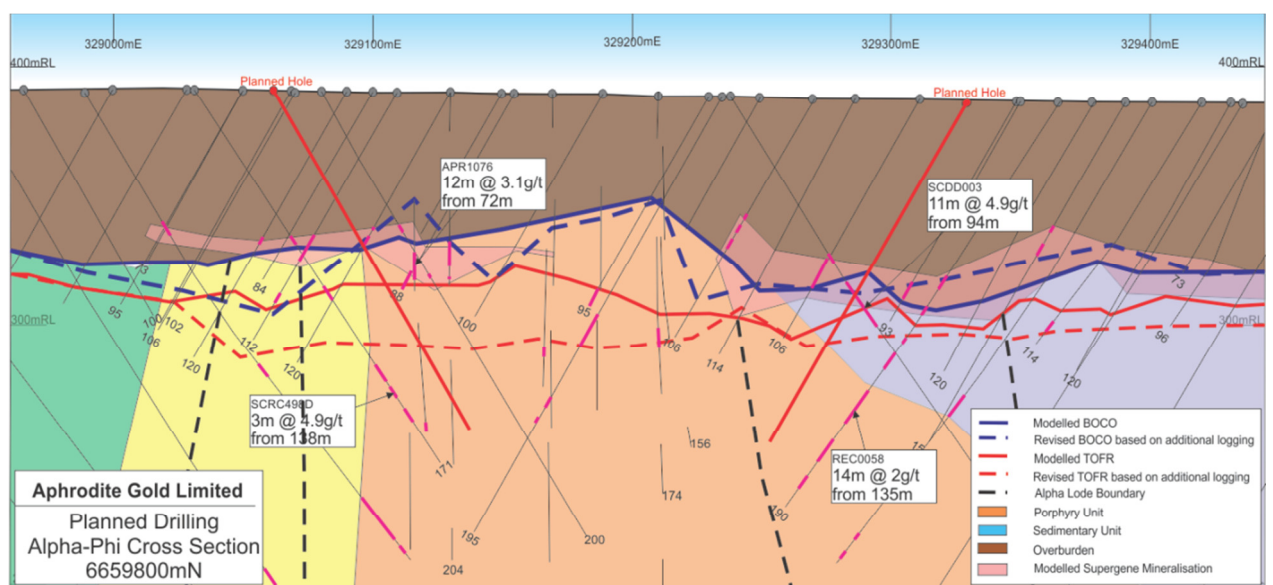 329000mE
329100mE
329200mE
329300mE
329400mE
400mRL
400mRL
Planned Hole
Planned Hole
APR1076
12m @ 3.1g/t
from 72m
SCDD003
11m @ 4.9g/t
from 94m
73
84
88
95
100
102
106
95
100
112
120
120
300mRL
95
106
114
106
93
120
114
120
73
96
300mRL
SCRC498D
3m @ 4.9g/t
from 138m
156
171
174
190
195
200
204
REC0058
14m @ 2g/t
from 135m
Aphrodite Gold Limited
Planned Drilling
Alpha-Phi Cross Section
6659800mN
Modelled BOCO
Revised BOCO based on additional logging
Modelled TOFR
Revised TOFR based on additional logging
Alpha Lode Boundary
Porphyry Unit
Sedimentary Unit
Overburden
Modelled Supergene Mineralisation